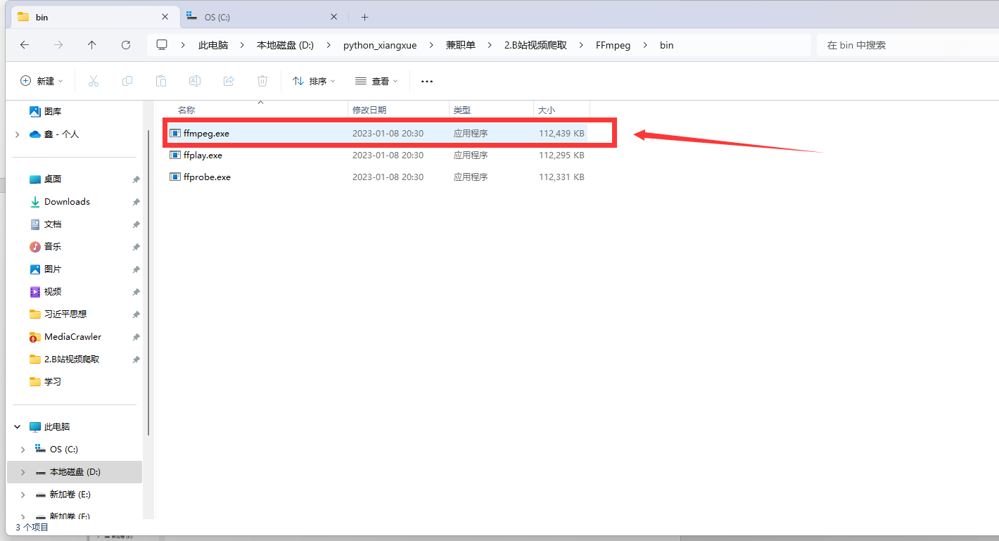 bin
OS (C:)
此电脑 本地磁盘 (D:) python_xiangxue 兼职单 2.B站视频爬取 FFmpeg bin
在 bin 中搜索
新建 排序 查看
名称 修改日期 类型 大小
ffmpeg.exe 2023-01-08 20:30 应用程序 112,439 KB
ffplay.exe 2023-01-08 20:30 应用程序 112,295 KB
ffprobe.exe 2023-01-08 20:30 应用程序 112,331 KB
图库
鑫 - 个人
桌面
Downloads
文档
音乐
图片
视频
习近平思想
MediaCrawler
2.B站视频爬取
学习
此电脑
OS (C:)
本地磁盘 (D:)
新加卷 (E:)
新加卷 (F:)
3 个项目